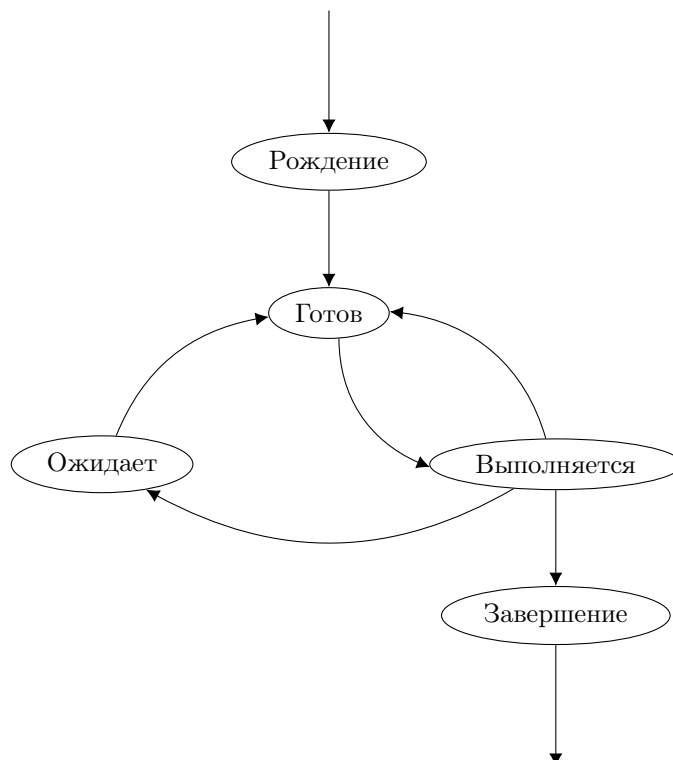 Рождение
Готов
Ожидает
Выполняется
Завершение